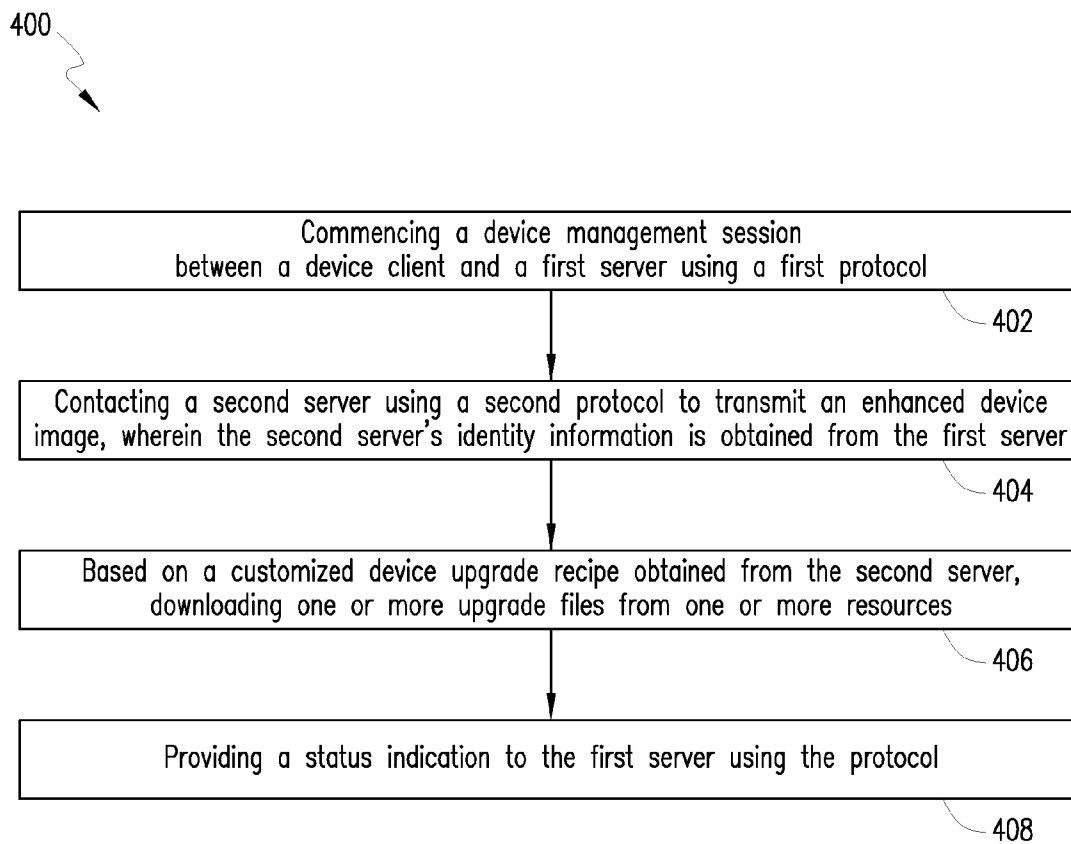 400
Commencing a device management session
between a device client and a first server using a first protocol
402
Contacting a second server using a second protocol to transmit an enhanced device
image, wherein the second server's identity information is obtained from the first server
404
Based on a customized device upgrade recipe obtained from the second server,
downloading one or more upgrade files from one or more resources
406
Providing a status indication to the first server using the protocol
408